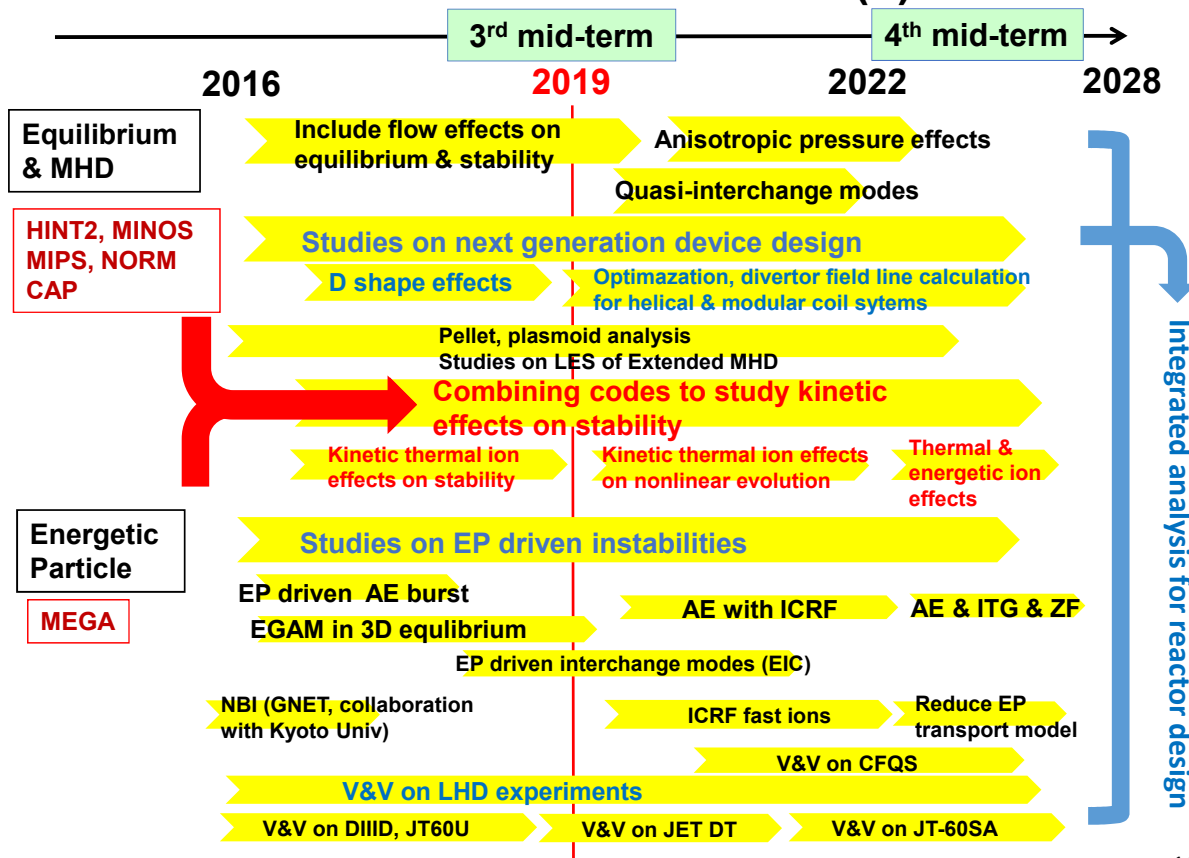 3rd mid-term
4th mid-term
2016
2019
2022
2028
Equilibrium
& MHD
Include flow effects on
equilibrium & stability
Anisotropic pressure effects
Quasi-interchange modes
HINT2, MINOS
MIPS, NORM
CAP
Studies on next generation device design
D shape effects
Optimazation, divertor field line calculation
for helical & modular coil sytems
Pellet, plasmoid analysis
Studies on LES of Extended MHD
Combining codes to study kinetic
effects on stability
Kinetic thermal ion
effects on stability
Kinetic thermal ion effects
on nonlinear evolution
Thermal &
energetic ion
effects
Energetic
Particle
Studies on EP driven instabilities
MEGA
EP driven AE burst
EGAM in 3D equlibrium
AE with ICRF
AE & ITG & ZF
EP driven interchange modes (EIC)
NBI (GNET, collaboration
with Kyoto Univ)
ICRF fast ions
Reduce EP
transport model
V&V on CFQS
V&V on LHD experiments
V&V on DIIID, JT60U
V&V on JET DT
V&V on JT-60SA
Integrated analysis for reactor design